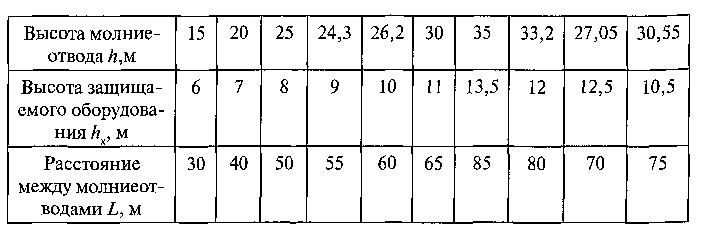 Высота молние-
отвода h,м 15 20 25 24,3 26,2 30 35 33,2 27,05 30,55
Высота защища-
емого оборудова-
ния hx, м 6 7 8 9 10 11 13,5 12 12,5 10,5
Расстояние
между молниеот-
водами L, м 30 40 50 55 60 65 85 80 70 75